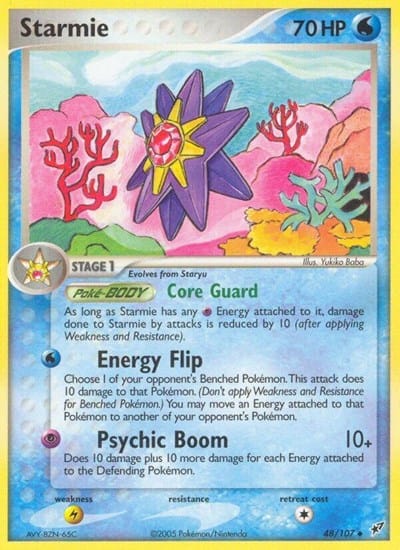 Starmie 70 HP
Illus. Yukiko Baba
STAGE 1
Evolves from Staryu
Poké-BODY Core Guard
As long as Starmie has any Energy attached to it, damage
done to Starmie by attacks is reduced by 10 (after applying
Weakness and Resistance).
Energy Flip
Choose 1 of your opponent's Benched Pokémon. This attack does
10 damage to that Pokémon. (Don't apply Weakness and Resistance
for Benched Pokémon.) You may move an Energy attached to that
Pokémon to another of your opponent's Pokémon.
Psychic Boom 10+
Does 10 damage plus 10 more damage for each Energy attached
to the Defending Pokémon.
weakness resistance retreat cost
AVY-8ZN-65C ©2005 Pokémon/Nintendo 48/107